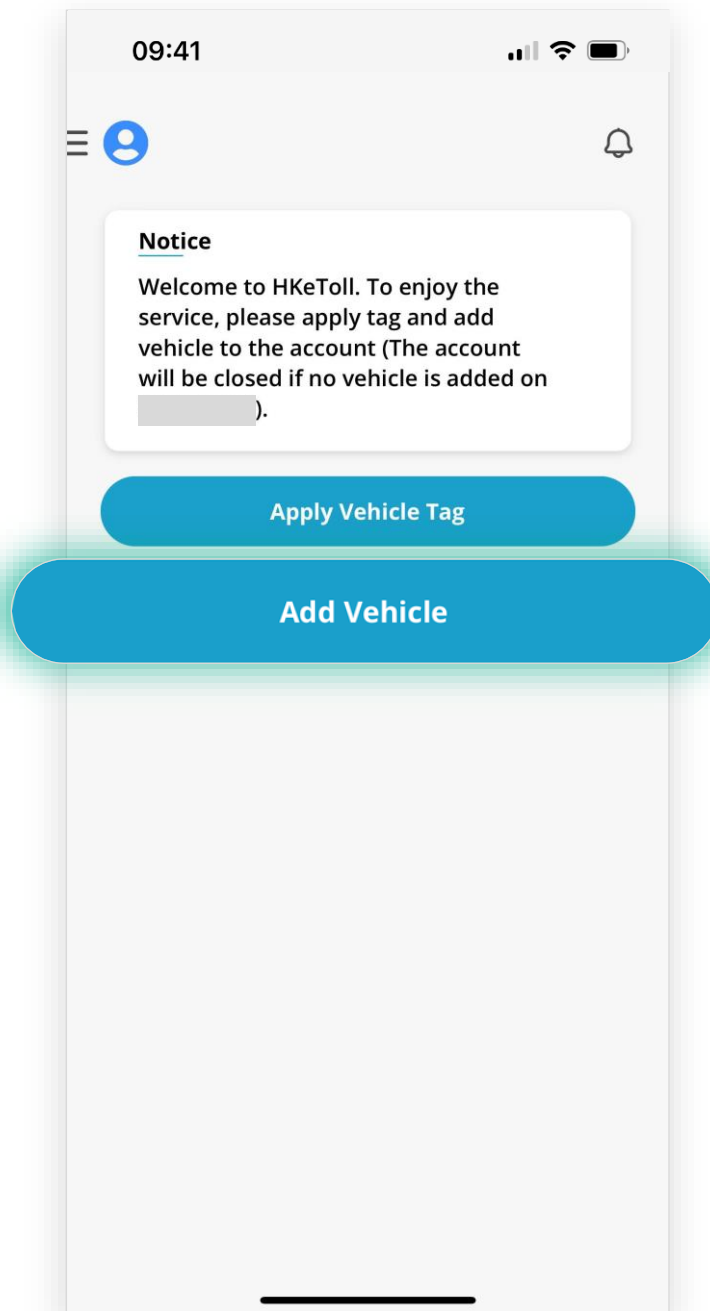 09:41
Notice
Welcome to HKeToll. To enjoy the
service, please apply tag and add
vehicle to the account (The account
will be closed if no vehicle is added on
).
Apply Vehicle Tag
Add Vehicle